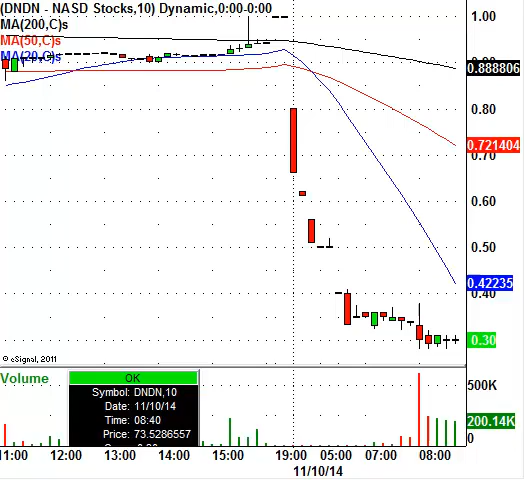 (DNDN - NASD Stocks,10) Dynamic,0:00-0:00
MA(200,C)s
MA(50,C)s
MA(20,C)s
1.00
0.888806
0.80
0.721404
0.70
0.60
0.50
0.42235
0.40
0.30
© eSignal, 2011
Volume
OK
Symbol: DNDN,10
Date: 11/10/14
Time: 08:40
Price: 73.5286557
500K
200.14K
0
11:00 12:00 13:00 14:00 15:00 19:00 05:00 07:00 08:00
11/10/14